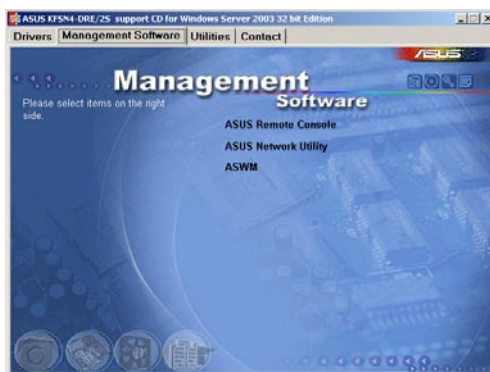 ASUS KFSN4-DRE/2S support CD for Windows Server 2003 32 bit Edition
Drivers Management Software Utilities Contact
ASUS
Management
Software
Please select items on the right
side.
ASUS Remote Console
ASUS Network Utility
ASWM